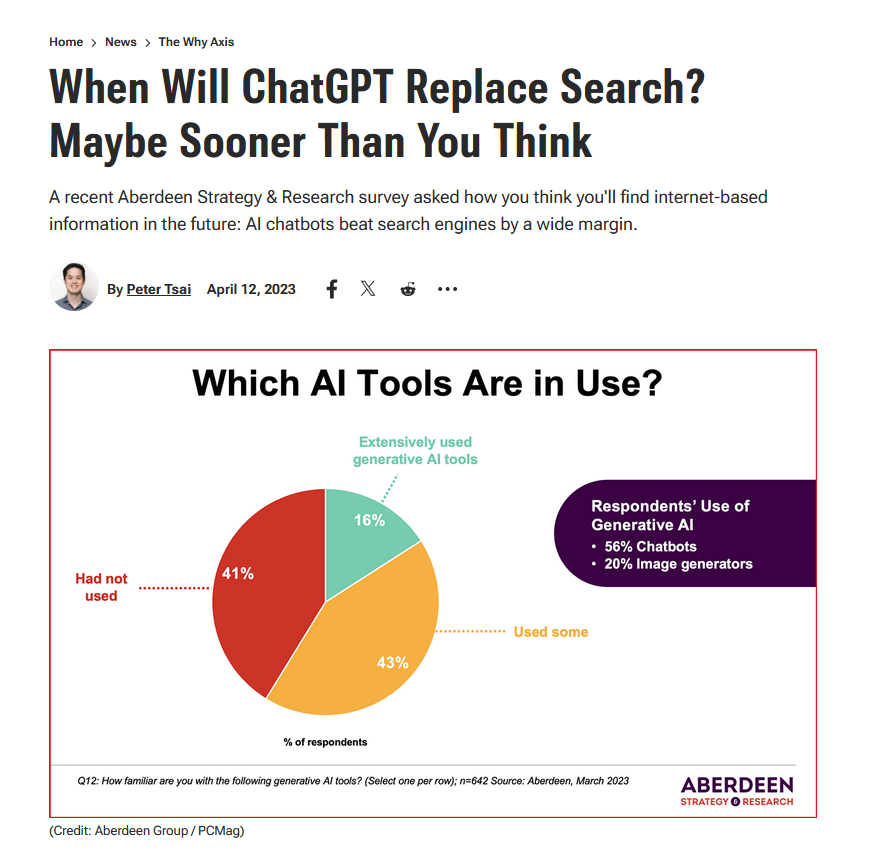 Home > News > The Why Axis
When Will ChatGPT Replace Search?
Maybe Sooner Than You Think
A recent Aberdeen Strategy & Research survey asked how you think you'll find internet-based
information in the future: AI chatbots beat search engines by a wide margin.
By Peter Tsai April 12, 2023
Which AI Tools Are in Use?
Extensively used
generative AI tools
16%
Respondents’ Use of
Generative AI
• 56% Chatbots
• 20% Image generators
41%
Had not
used
Used some
43%
% of respondents
Q12: How familiar are you with the following generative AI tools? (Select one per row); n=642 Source: Aberdeen, March 2023
ABERDEEN
STRATEGY & RESEARCH
(Credit: Aberdeen Group / PCMag)